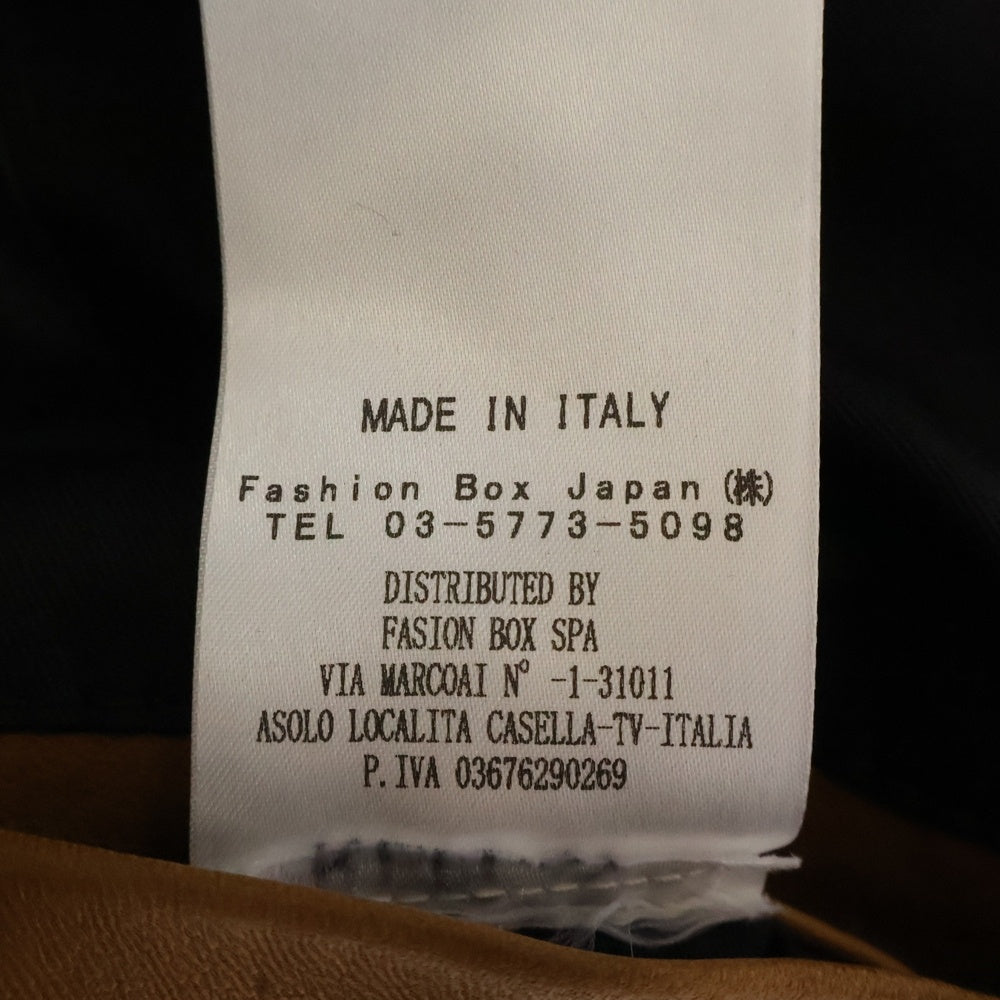 MADE IN ITALY
Fashion Box Japan (株)
TEL 03-5773-5098
DISTRIBUTED BY
FASION BOX SPA
VIA MARCOAI N° -1-31011
ASOLO LOCALITA CASELLA-TV-ITALIA
P.IVA 03676290269